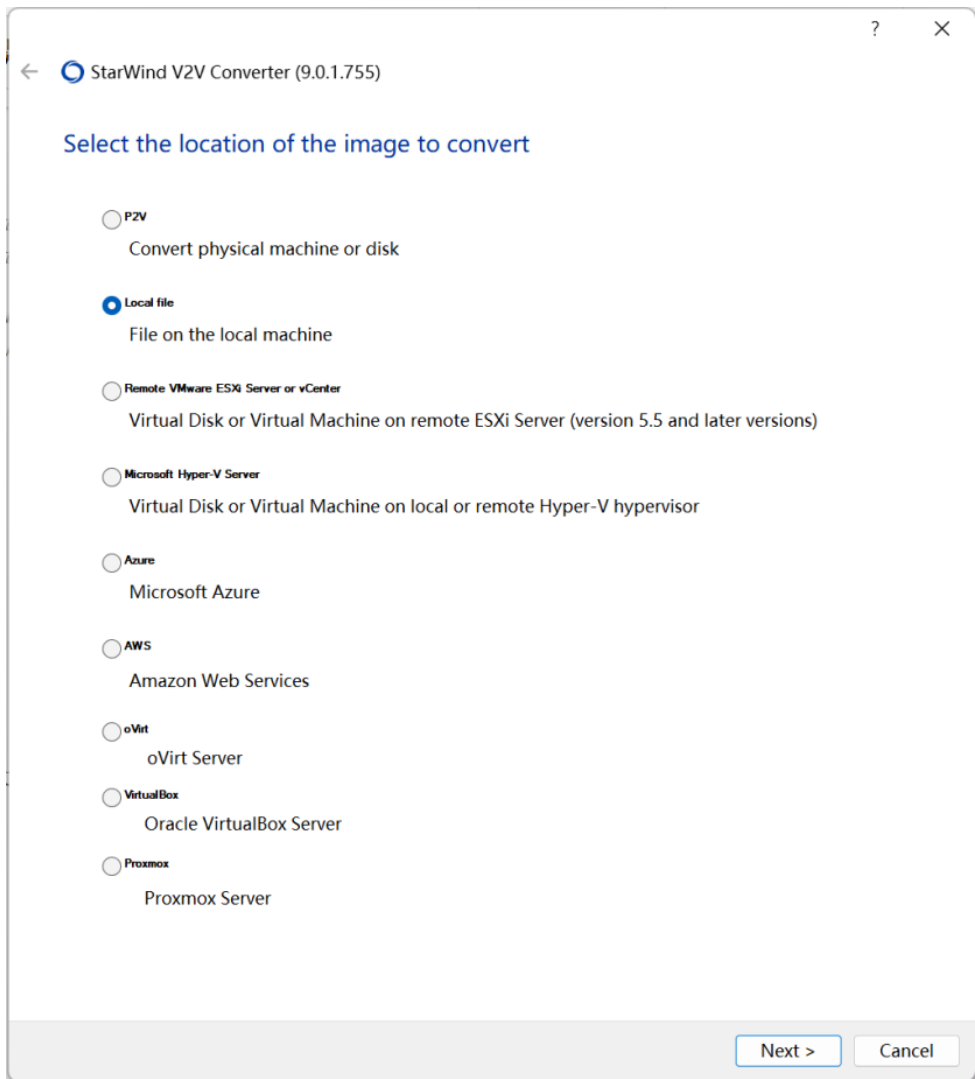 ?
StarWind V2V Converter (9.0.1.755)
Select the location of the image to convert
P2V
Convert physical machine or disk
Local file
File on the local machine
Remote VMware ESXi Server or vCenter
Virtual Disk or Virtual Machine on remote ESXi Server (version 5.5 and later versions)
Microsoft Hyper-V Server
Virtual Disk or Virtual Machine on local or remote Hyper-V hypervisor
Azure
Microsoft Azure
AWS
Amazon Web Services
oVirt
oVirt Server
VirtualBox
Oracle VirtualBox Server
Proxmox
Proxmox Server
Next > Cancel